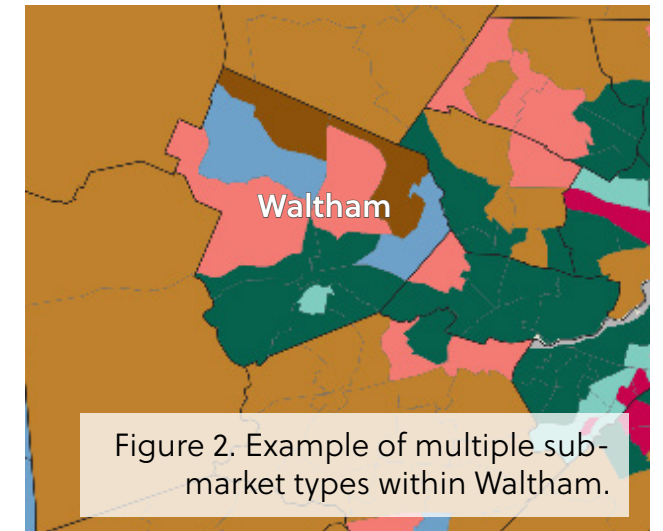 Waltham
Figure 2. Example of multiple sub-
market types within Waltham.